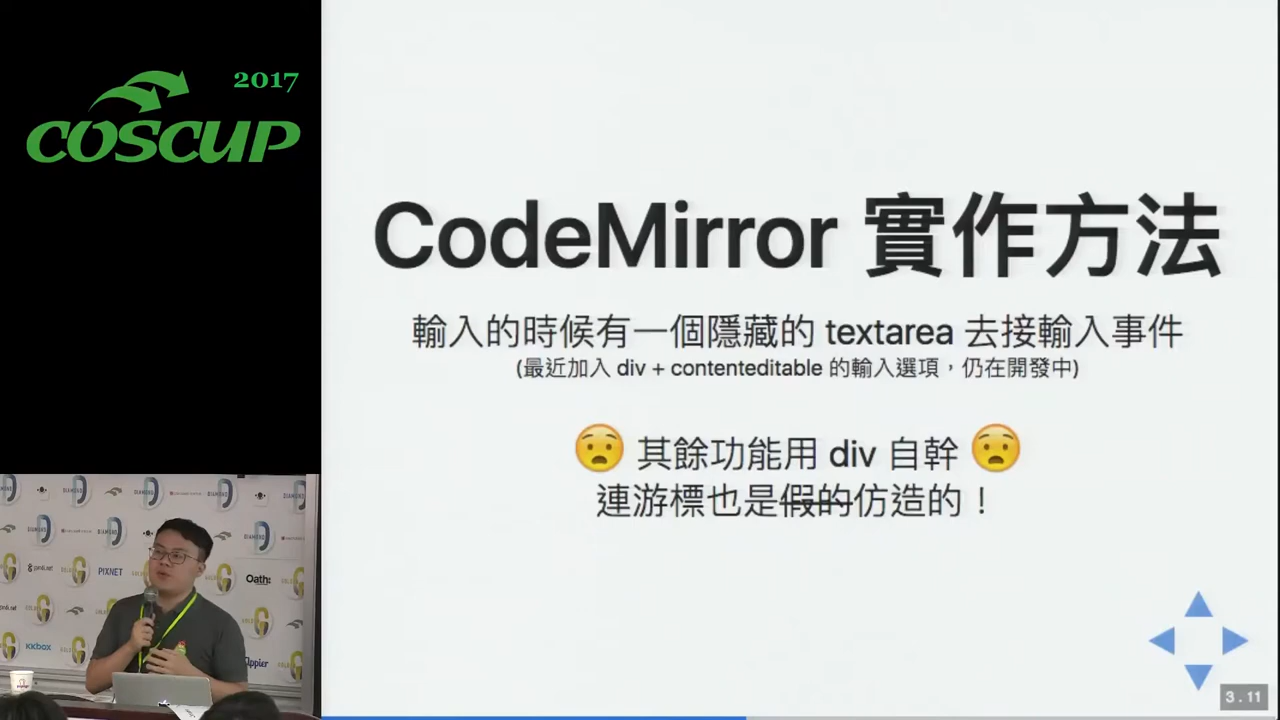 2017
COSCUP
CodeMirror 實作方法
輸入的時候有一個隱藏的 textarea 去接輸入事件
(最近加入 div + contenteditable 的輸入選項，仍在開發中)
😧 其餘功能用 div 自幹 😧
連游標也是假的仿造的！
3.11
DIAMOND
PIXNET
Oath:
GOLD
KKBOX
Appier